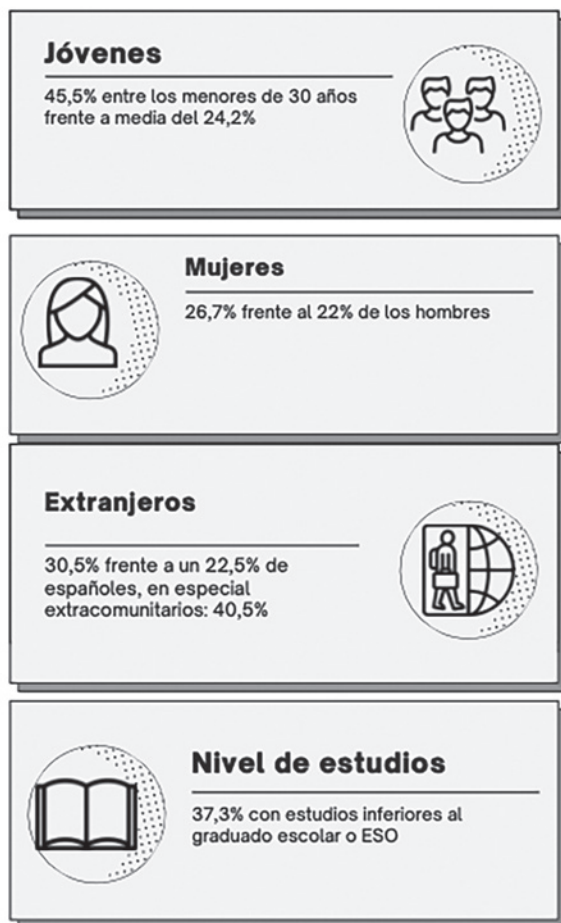 Jóvenes
45,5% entre los menores de 30 años
frente a media del 24,2%
Mujeres
26,7% frente al 22% de los hombres
Extranjeros
30,5% frente a un 22,5% de
españoles, en especial
extracomunitarios: 40,5%
Nivel de estudios
37,3% con estudios inferiores al
graduado escolar o ESO